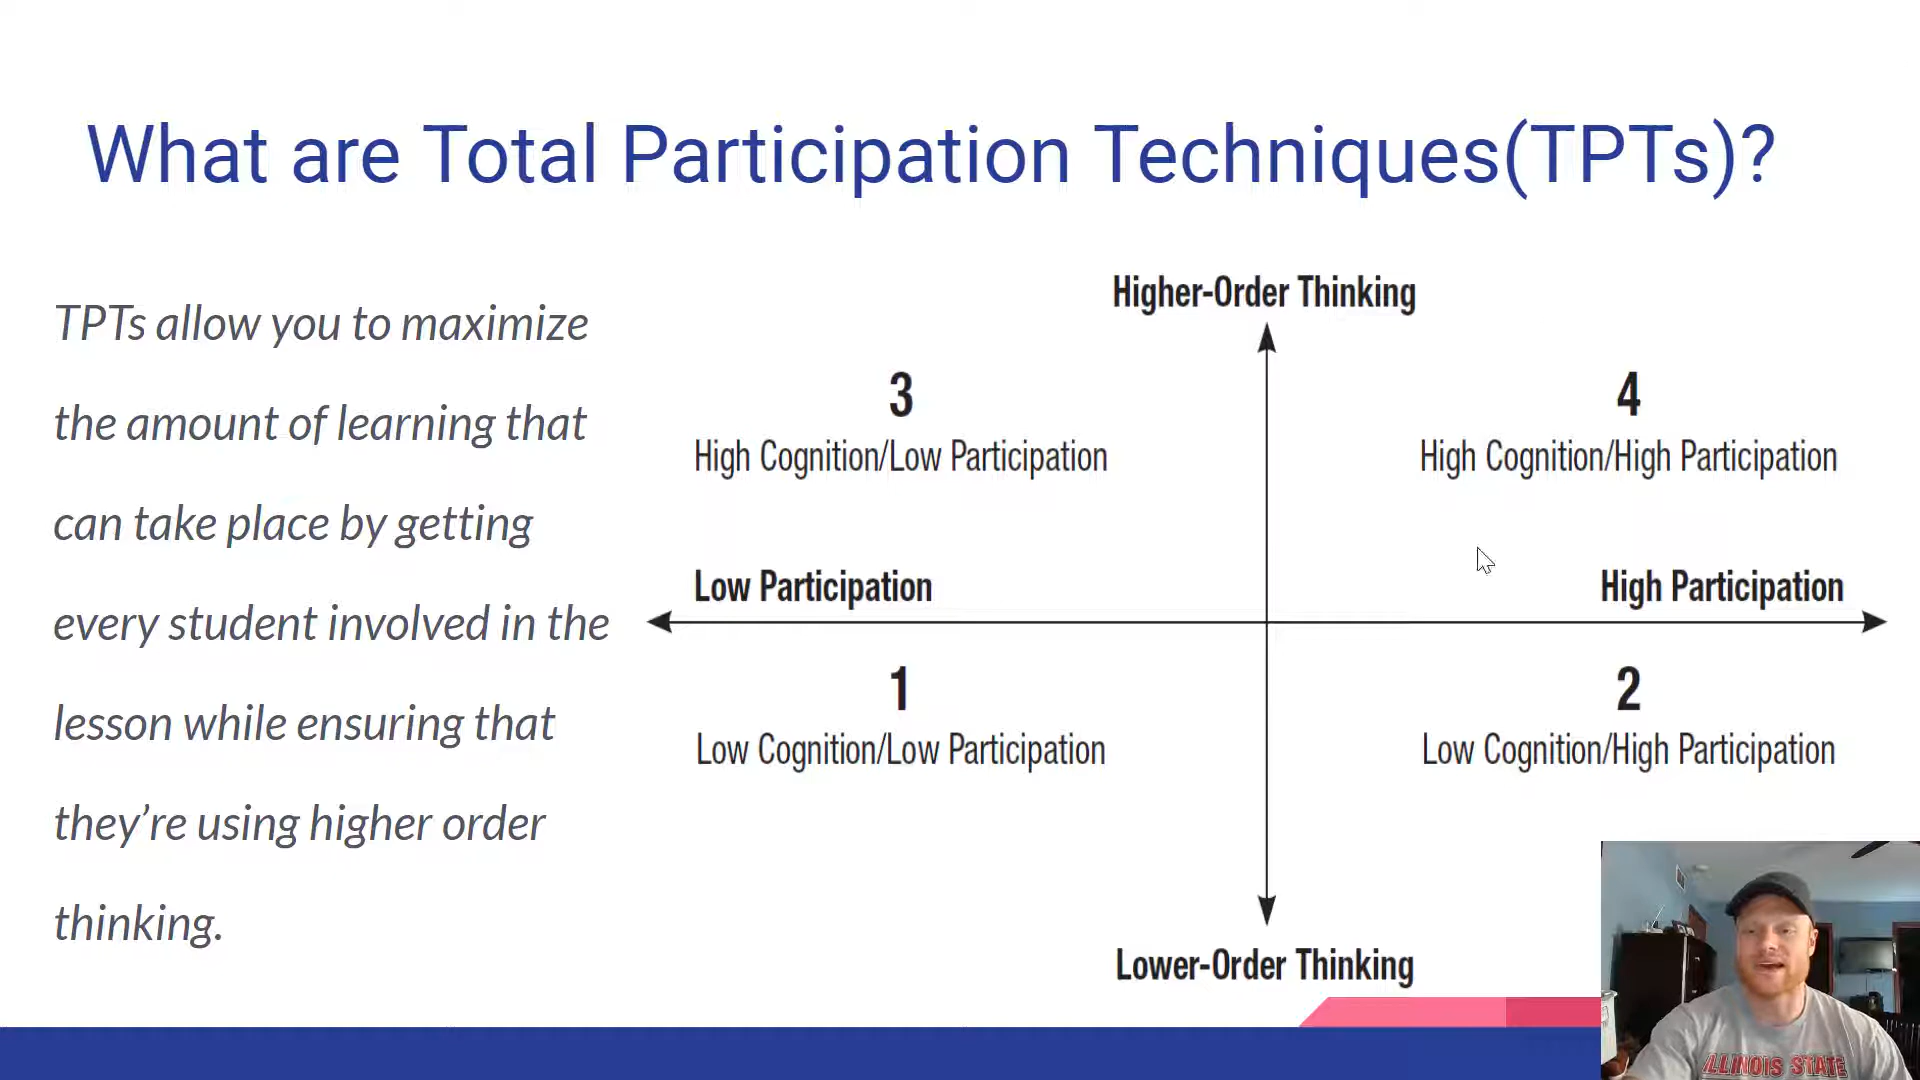 What are Total Participation Techniques(TPTs)?
TPTs allow you to maximize
the amount of learning that
can take place by getting
every student involved in the
lesson while ensuring that
they’re using higher order
thinking.
Higher-Order Thinking
3
High Cognition/Low Participation
4
High Cognition/High Participation
Low Participation
High Participation
1
Low Cognition/Low Participation
2
Low Cognition/High Participation
Lower-Order Thinking
ILLINOIS STATE